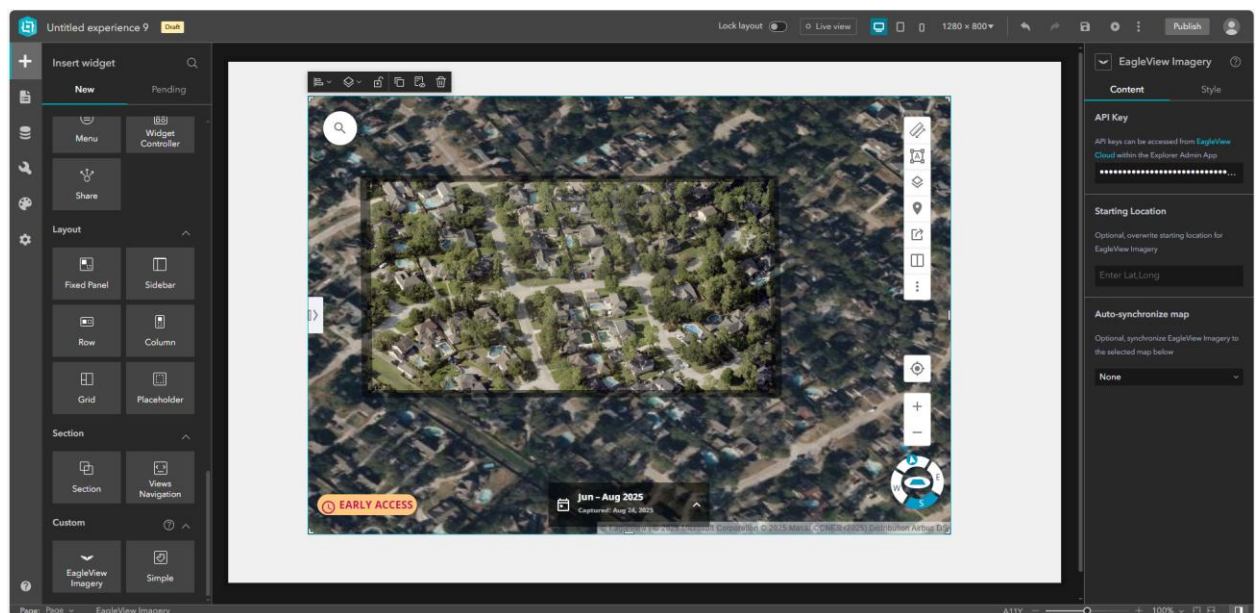 Untitled experience 9
Draft
Lock layout
Live view
1280 × 800
Publish
Insert widget
New
Pending
Menu
Widget
Controller
Share
Layout
Fixed Panel
Sidebar
Row
Column
Grid
Placeholder
Section
Section
Views
Navigation
Custom
EagleView
Imagery
Simple
EARLY ACCESS
Jun – Aug 2025
Captured: Aug 24, 2025
E
W
S
EagleView Imagery
Content
Style
API Key
API keys can be accessed from EagleView
Cloud within the Explorer Admin App
Starting Location
Optional, overwrite starting location for
EagleView Imagery
Enter Lat,Long
Auto-synchronize map
Optional, synchronize EagleView Imagery to
the selected map below
None
Page: Page
EagleView Imagery
A11Y
100%